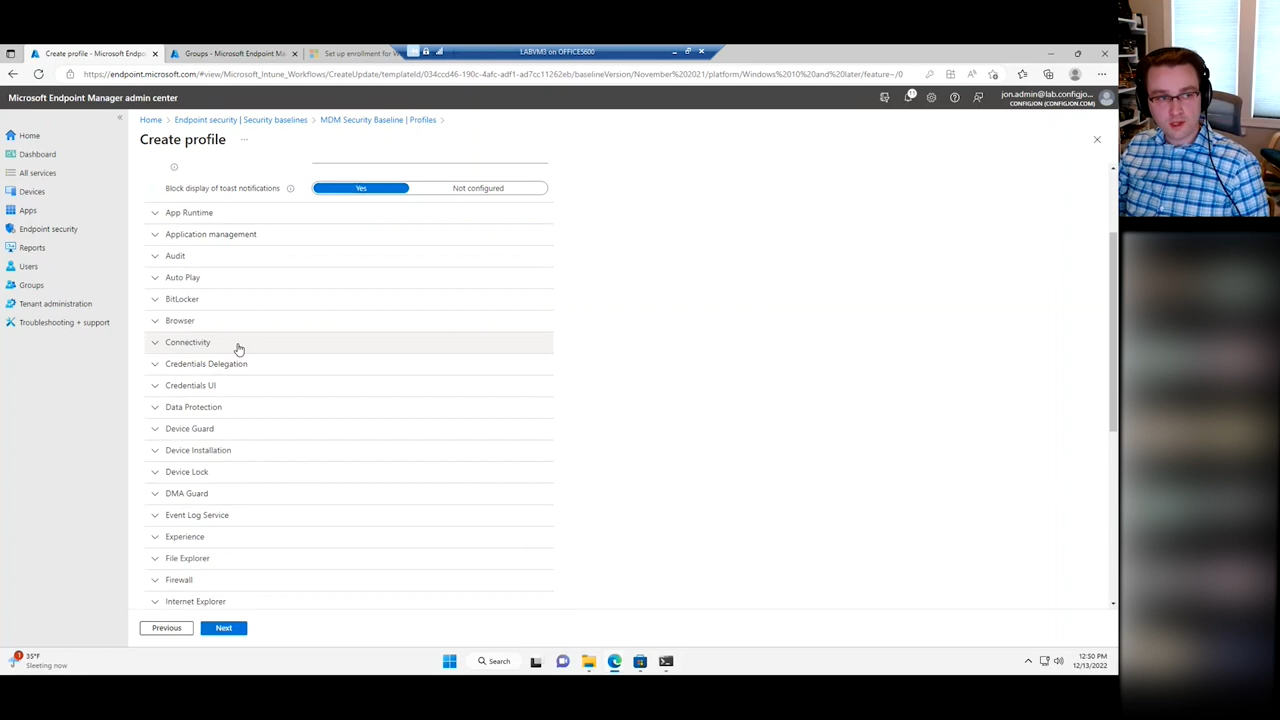 LABVM3 on OFFICE5600
Create profile - Microsoft Endpo
Groups - Microsoft Endpoint M
Set up enrollment for W
https://endpoint.microsoft.com/#view/Microsoft_Intune_Workflows/CreateUpdate/templateId/034ccd46-190c-4afc-adf1-ad7cc11262eb/baselineVersion/November%202021/platform/Windows%2010%20and%20later/feature~/0
Microsoft Endpoint Manager admin center
jon.admin@lab.configjo...
CONFIGJON (CONFIGJON.COM)
Home
Dashboard
All services
Devices
Apps
Endpoint security
Reports
Users
Groups
Tenant administration
Troubleshooting + support
Home > Endpoint security | Security baselines > MDM Security Baseline | Profiles >
Create profile ...
Block display of toast notifications Yes Not configured
App Runtime
Application management
Audit
Auto Play
BitLocker
Browser
Connectivity
Credentials Delegation
Credentials UI
Data Protection
Device Guard
Device Installation
Device Lock
DMA Guard
Event Log Service
Experience
File Explorer
Firewall
Internet Explorer
Previous Next
35°F
Sleeting now
Search
12:50 PM
12/13/2022